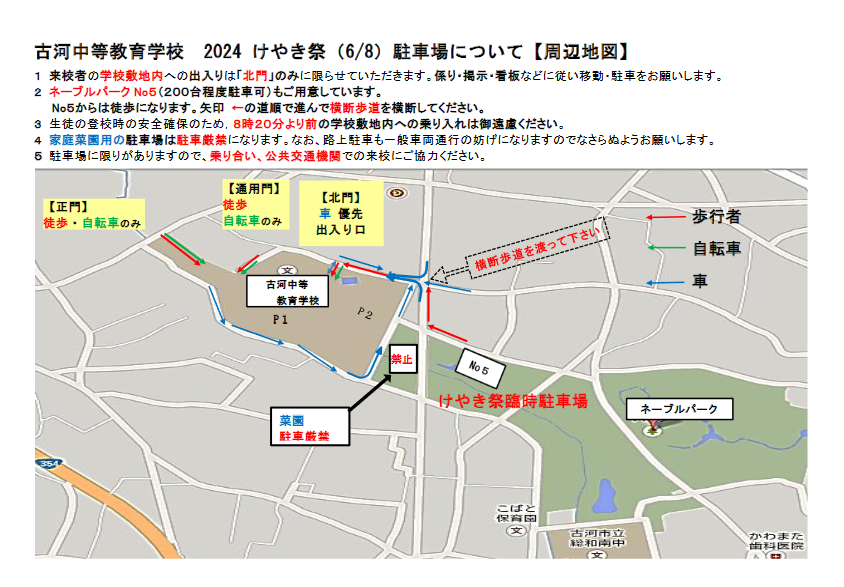 古河中等教育学校　2024 けやき祭（6/8）駐車場について【周辺地図】
1 来校者の学校敷地内への出入りは「北門」のみに限らせていただきます。係り・掲示・看板などに従い移動・駐車をお願いします。
2 ネーブルパーク No5（200台程度駐車可）もご用意しています。
No5からは徒歩になります。矢印 ←の道順で進んで横断歩道を横断してください。
3 生徒の登校時の安全確保のため、8時20分より前の学校敷地内への乗り入れは御遠慮ください。
4 家庭菜園用の駐車場は駐車厳禁になります。なお、路上駐車も一般車両通行の妨げになりますのでなさらぬようお願いします。
5 駐車場に限りがありますので、乗り合い、公共交通機関での来校にご協力ください。
【正門】
徒歩・自転車のみ
【通用門】
徒歩
自転車のみ
【北門】
車 優先
出入り口
横断歩道を渡って下さい
歩行者
自転車
車
文
古河中等
教育学校
P1
P2
禁止
No5
けやき祭臨時駐車場
ネーブルパーク
菜園
駐車厳禁
354
こばと
保育園
文
古河市立
総和南中
文
かわまた
歯科医院